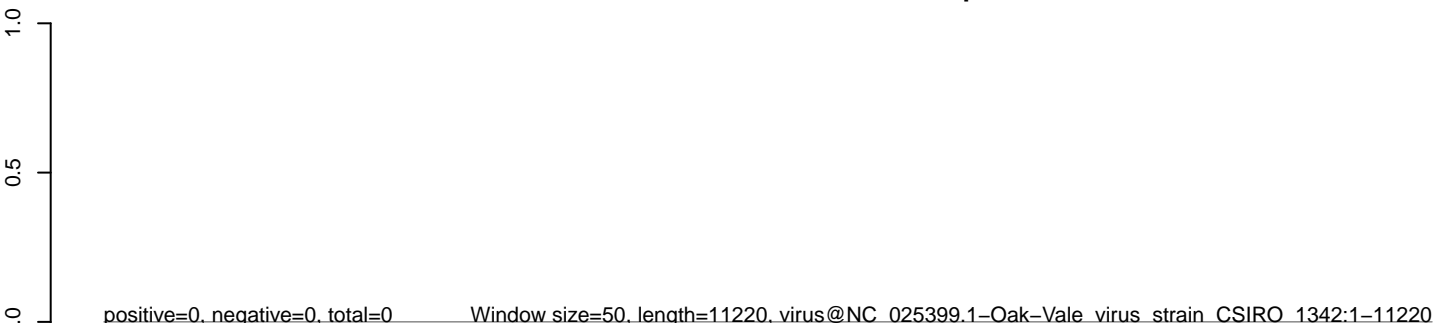 1.0
0.5
.0
positive=0, negative=0, total=0 Window size=50, length=11220, virus@NC_025399.1−Oak−Vale_virus_strain_CSIRO_1342:1−11220